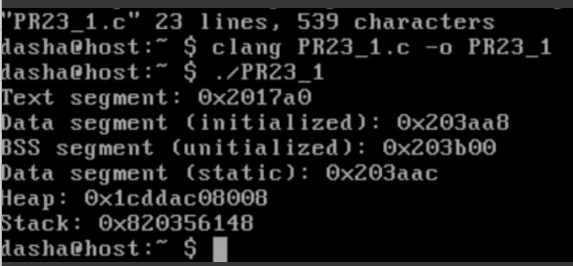 "PR23_1.c" 23 lines, 539 characters
dasha@host:~ $ clang PR23_1.c -o PR23_1
dasha@host:~ $ ./PR23_1
Text segment: 0x2017a0
Data segment (initialized): 0x203aa8
BSS segment (unitialized): 0x203b00
Data segment (static): 0x203aac
Heap: 0x1cddac08008
Stack: 0x820356148
dasha@host:~ $